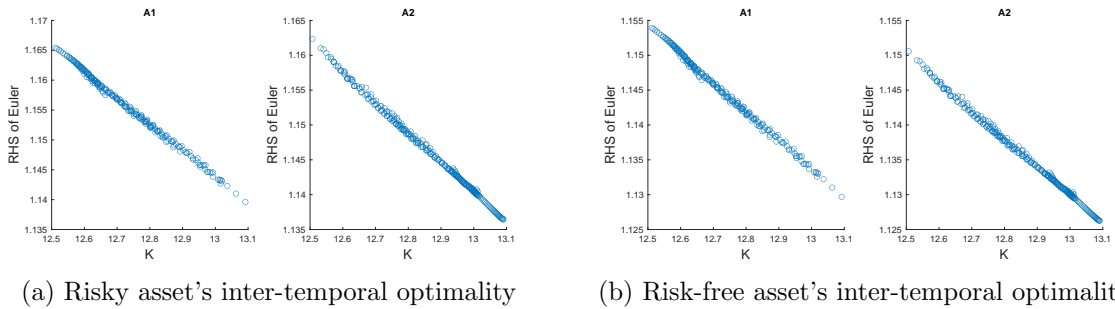 A1
A2
A1
A2
1.17
1.165
1.16
1.155
1.15
1.145
1.14
1.135
RHS of Euler
12.5 12.6 12.7 12.8 12.9 13 13.1
K
1.165
1.16
1.155
1.15
1.145
1.14
1.135
RHS of Euler
12.5 12.6 12.7 12.8 12.9 13 13.1
K
1.155
1.15
1.145
1.14
1.135
1.13
1.125
RHS of Euler
12.5 12.6 12.7 12.8 12.9 13 13.1
K
1.155
1.15
1.145
1.14
1.135
1.13
1.125
RHS of Euler
12.5 12.6 12.7 12.8 12.9 13 13.1
K
(a) Risky asset's inter-temporal optimality
(b) Risk-free asset's inter-temporal optimalit